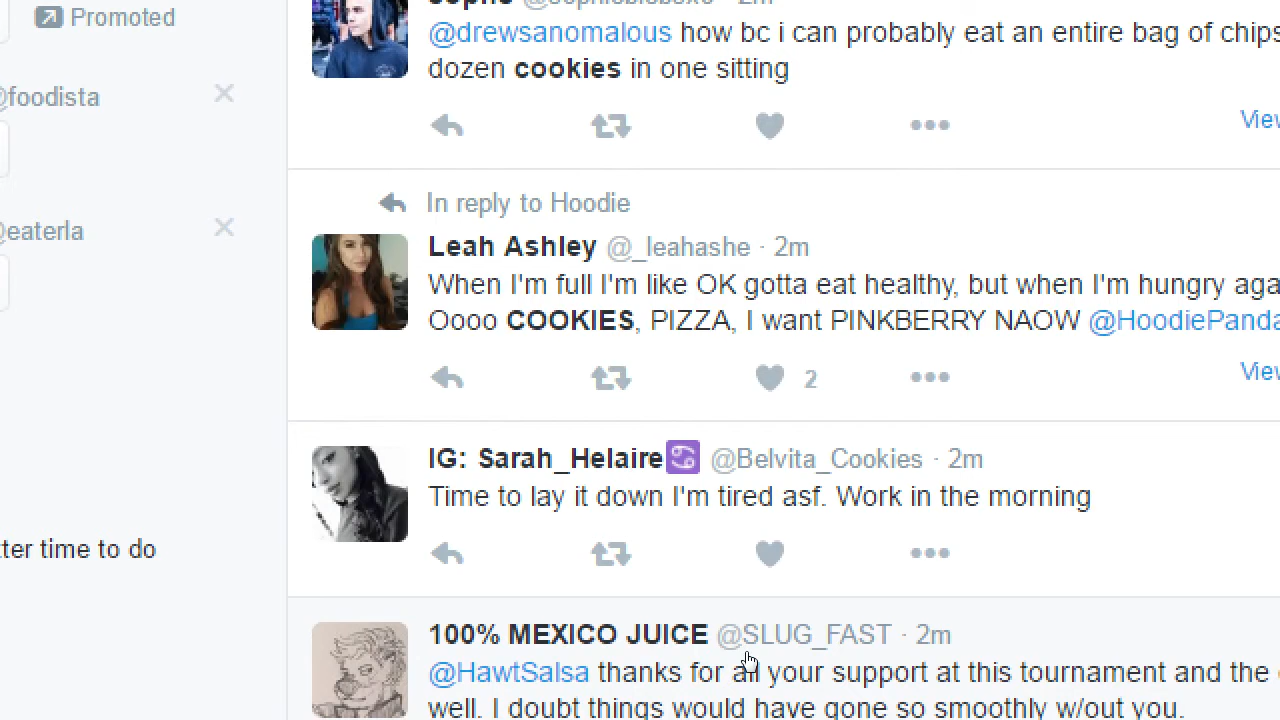 Promoted
@foodista
@eaterla
tter time to do
@drewsanomalous how bc i can probably eat an entire bag of chips
dozen cookies in one sitting
View
In reply to Hoodie
Leah Ashley @_leahashe · 2m
When I'm full I'm like OK gotta eat healthy, but when I'm hungry aga
Oooo COOKIES, PIZZA, I want PINKBERRY NAOW @HoodiePanda
2
View
IG: Sarah_Helaire♋ @Belvita_Cookies · 2m
Time to lay it down I'm tired asf. Work in the morning
100% MEXICO JUICE @SLUG_FAST · 2m
@HawtSalsa thanks for all your support at this tournament and the
well. I doubt things would have gone so smoothly w/out you.